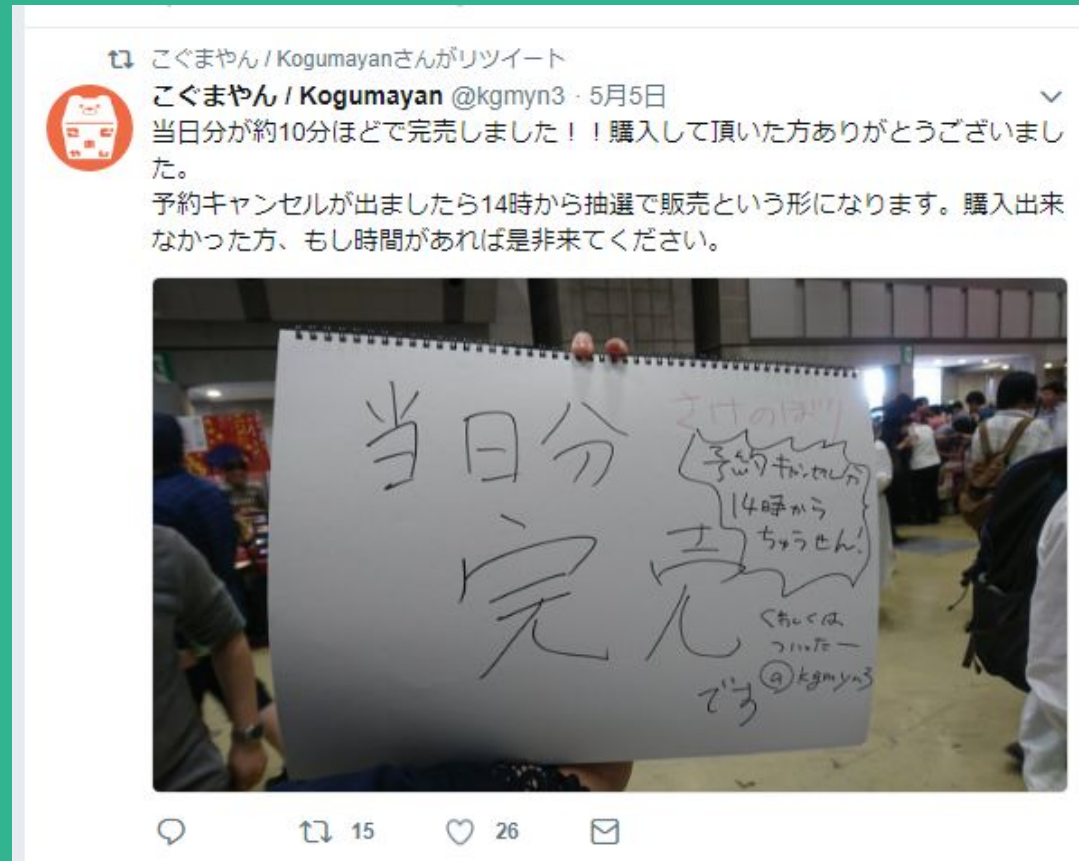 こぐまやん / Kogumayanさんがリツイート
こぐまやん / Kogumayan @kgmyn3 · 5月5日
当日分が約10分ほどで完売しました！！購入して頂いた方ありがとうございまし
た。
予約キャンセルが出ましたら14時から抽選で販売という形になります。購入出来
なかった方、もし時間があれば是非来てください。
さけのぼり
当日分
予約キャンセル分
14時から
ちゅうせん!
完売
です
くわしくは
ついったー
@kgmyn3
15
26